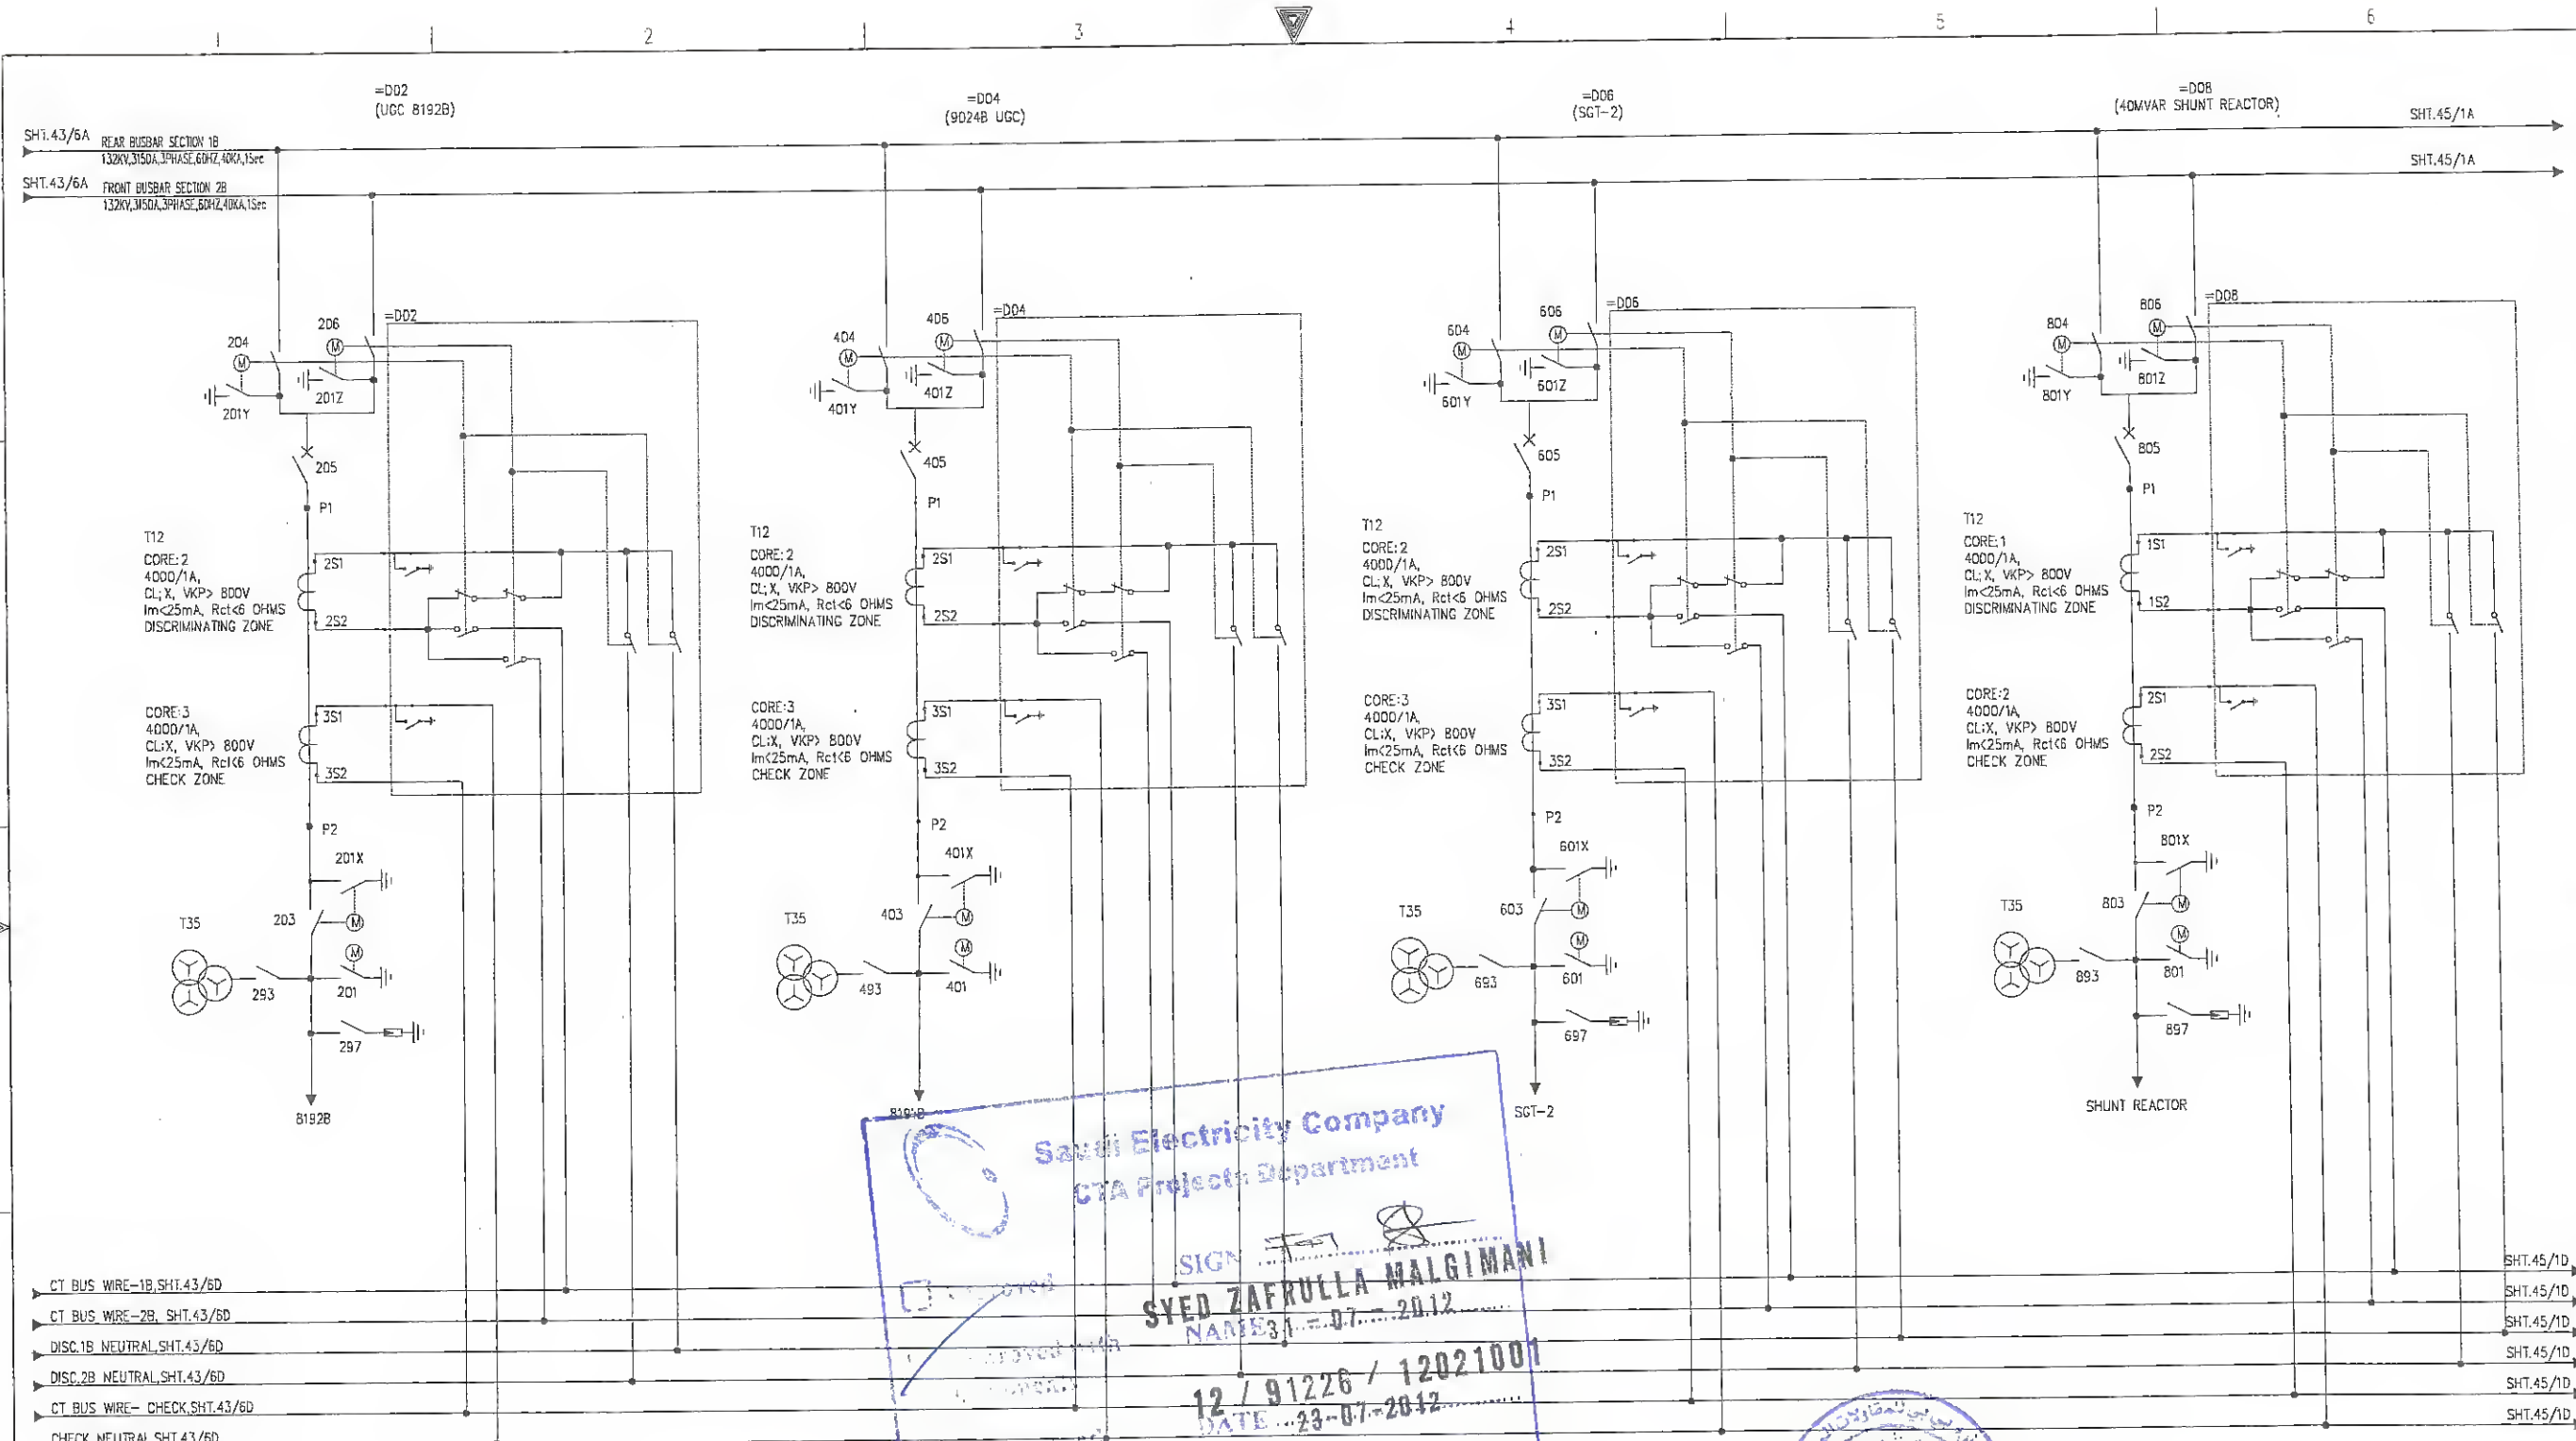 1 2 3 4 5 6
=D02
(UGC 8192B)
=D04
(9024B UGC)
=D06
(SGT-2)
=D08
(40MVAR SHUNT REACTOR)
SHT.43/6A REAR BUSBAR SECTION 1B
132KV,3150A,3PHASE,60HZ,40KA,1Sec
SHT.45/1A
SHT.43/6A FRONT BUSBAR SECTION 2B
132KV,3150A,3PHASE,60HZ,40KA,1Sec
SHT.45/1A
=D02
204 M
206 M
201Y
201Z
205
P1
T12
CORE:2
4000/1A,
CL:X, VKP> 800V
Im<25mA, Rct<6 OHMS
DISCRIMINATING ZONE
2S1
2S2
CORE:3
4000/1A,
CL:X, VKP> 800V
Im<25mA, Rct<6 OHMS
CHECK ZONE
3S1
3S2
P2
201X
T35
203 M
M
293
201
297
8192B
=D04
404 M
406 M
401Y
401Z
405
P1
T12
CORE:2
4000/1A,
CL:X, VKP> 800V
Im<25mA, Rct<6 OHMS
DISCRIMINATING ZONE
2S1
2S2
CORE:3
4000/1A,
CL:X, VKP> 800V
Im<25mA, Rct<6 OHMS
CHECK ZONE
3S1
3S2
P2
401X
T35
403 M
M
493
401
8191B
=D06
604 M
606 M
601Y
601Z
605
P1
T12
CORE:2
4000/1A,
CL:X, VKP> 800V
Im<25mA, Rct<6 OHMS
DISCRIMINATING ZONE
2S1
2S2
CORE:3
4000/1A,
CL:X, VKP> 800V
Im<25mA, Rct<6 OHMS
CHECK ZONE
3S1
3S2
P2
601X
T35
603 M
M
693
601
697
SGT-2
=D08
804 M
806 M
801Y
801Z
805
P1
T12
CORE:1
4000/1A,
CL:X, VKP> 800V
Im<25mA, Rct<6 OHMS
DISCRIMINATING ZONE
1S1
1S2
CORE:2
4000/1A,
CL:X, VKP> 800V
Im<25mA, Rct<6 OHMS
CHECK ZONE
2S1
2S2
P2
801X
T35
803 M
M
893
801
897
SHUNT REACTOR
Saudi Electricity Company
CTA Projects Department
SIGN
SYED ZAFRULLA MALGIMANI
NAME 31-07-2012
12 / 91226 / 12021001
DATE 23-07-2012
CT BUS WIRE-1B,SHT.43/6D
SHT.45/1D
CT BUS WIRE-2B, SHT.43/6D
SHT.45/1D
DISC.1B NEUTRAL,SHT.43/6D
SHT.45/1D
DISC.2B NEUTRAL,SHT.43/6D
SHT.45/1D
CT BUS WIRE- CHECK,SHT.43/6D
SHT.45/1D
CHECK NEUTRAL,SHT.43/6D
SHT.45/1D